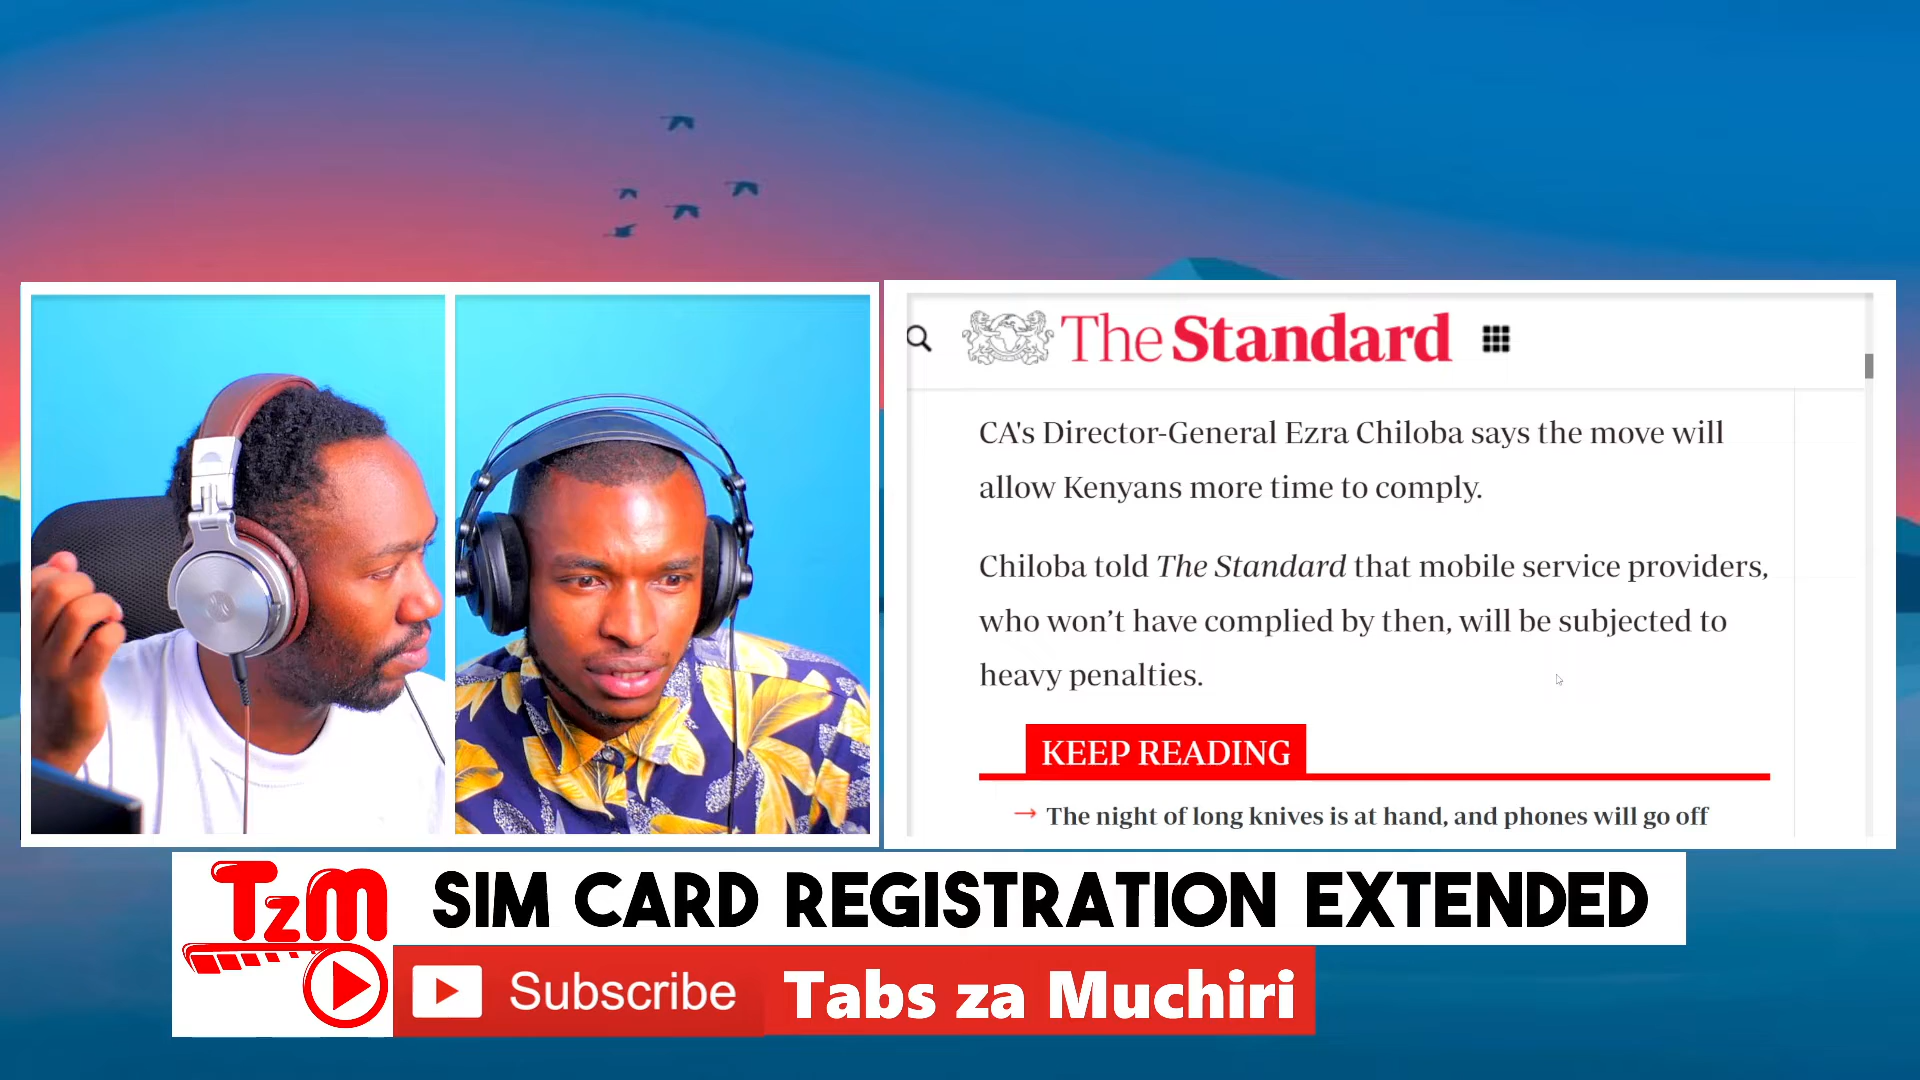 The Standard
CA's Director-General Ezra Chiloba says the move will
allow Kenyans more time to comply.
Chiloba told The Standard that mobile service providers,
who won’t have complied by then, will be subjected to
heavy penalties.
KEEP READING
→ The night of long knives is at hand, and phones will go off
TzM
SIM CARD REGISTRATION EXTENDED
Subscribe Tabs za Muchiri